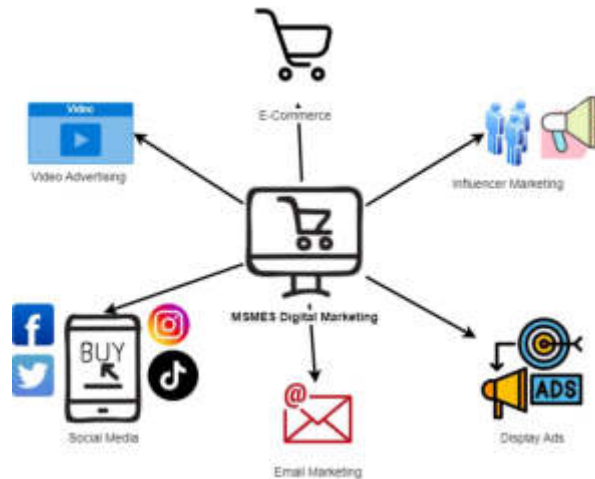 E-Commerce
Video
Video Advertising
Influencer Marketing
MSMES Digital Marketing
f
BUY
Social Media
@
Email Marketing
ADS
Display Ads